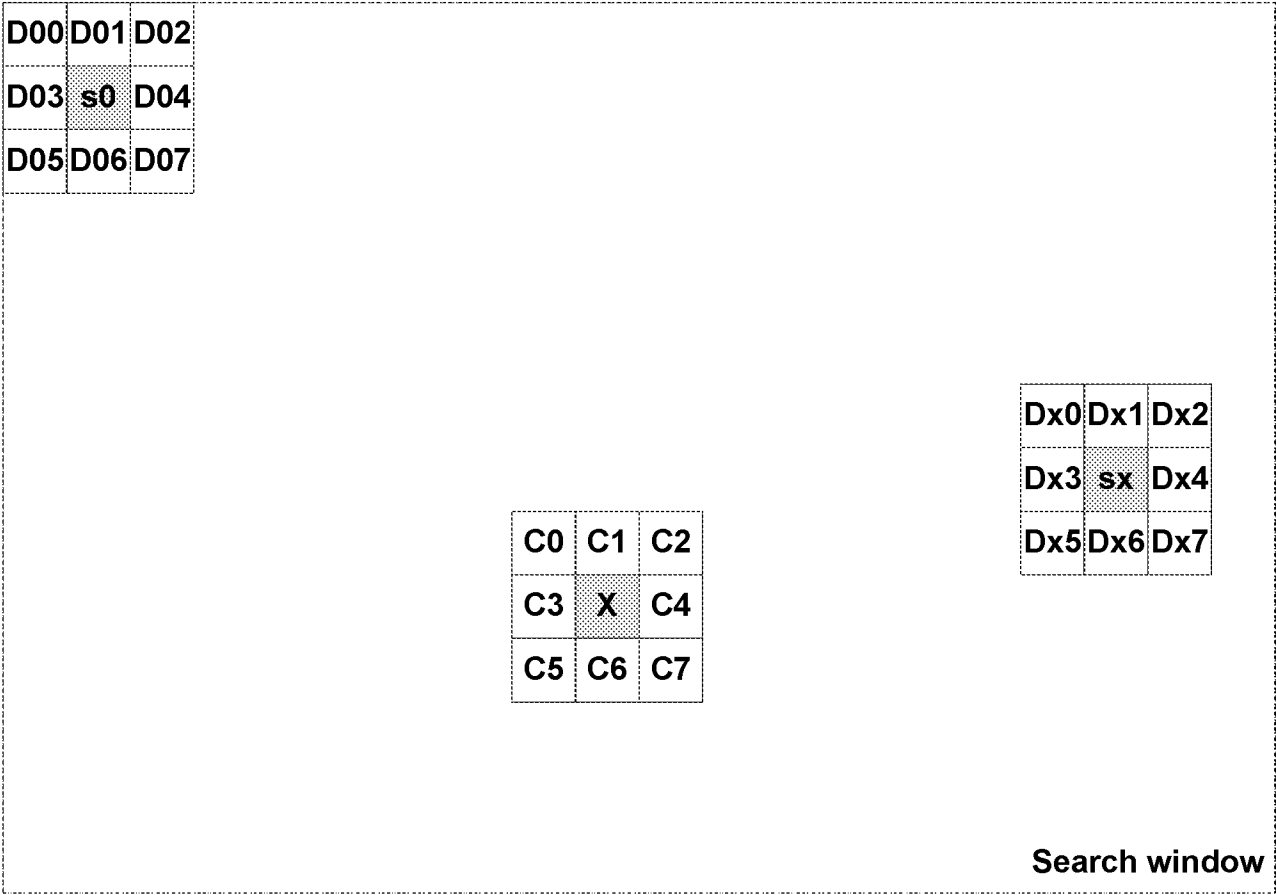 D00 D01 D02
D03 s0 D04
D05 D06 D07
Dx0 Dx1 Dx2
Dx3 sx Dx4
Dx5 Dx6 Dx7
C0 C1 C2
C3 X C4
C5 C6 C7
Search window